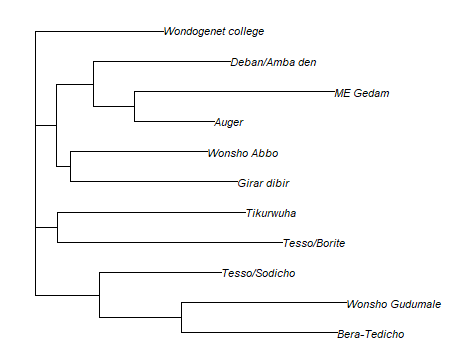 Wondogenet college
Deban/Amba den
ME Gedam
Auger
Wonsho Abbo
Girar dibir
Tikurwuha
Tesso/Borite
Tesso/Sodicho
Wonsho Gudumale
Bera-Tedicho